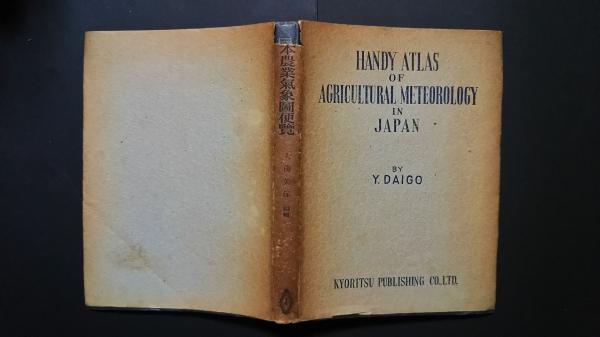 HANDY ATLAS
OF
AGRICULTURAL METEOROLOGY
IN
JAPAN
BY
Y. DAIGO
KYORITSU PUBLISHING CO., LTD.
本農業氣象圖便覽